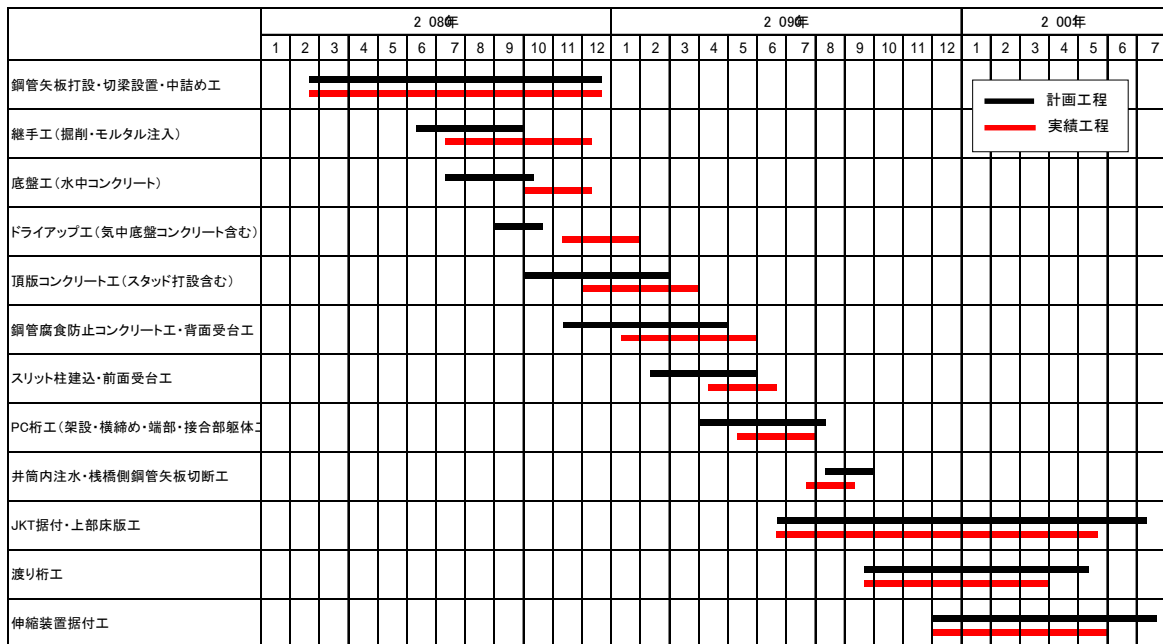 2 080年 2 090年 2 00年
1 2 3 4 5 6 7 8 9 10 11 12 1 2 3 4 5 6 7 8 9 10 11 12 1 2 3 4 5 6 7
鋼管矢板打設・切梁設置・中詰め工
計画工程
実績工程
継手工(掘削・モルタル注入)
底盤工(水中コンクリート)
ドライアップ工(気中底盤コンクリート含む)
頂版コンクリート工(スタッド打設含む)
鋼管腐食防止コンクリート工・背面受台工
スリット柱建込・前面受台工
PC桁工(架設・横締め・端部・接合部躯体
井筒内注水・桟橋側鋼管矢板切断工
JKT据付・上部床版工
渡り桁工
伸縮装置据付工